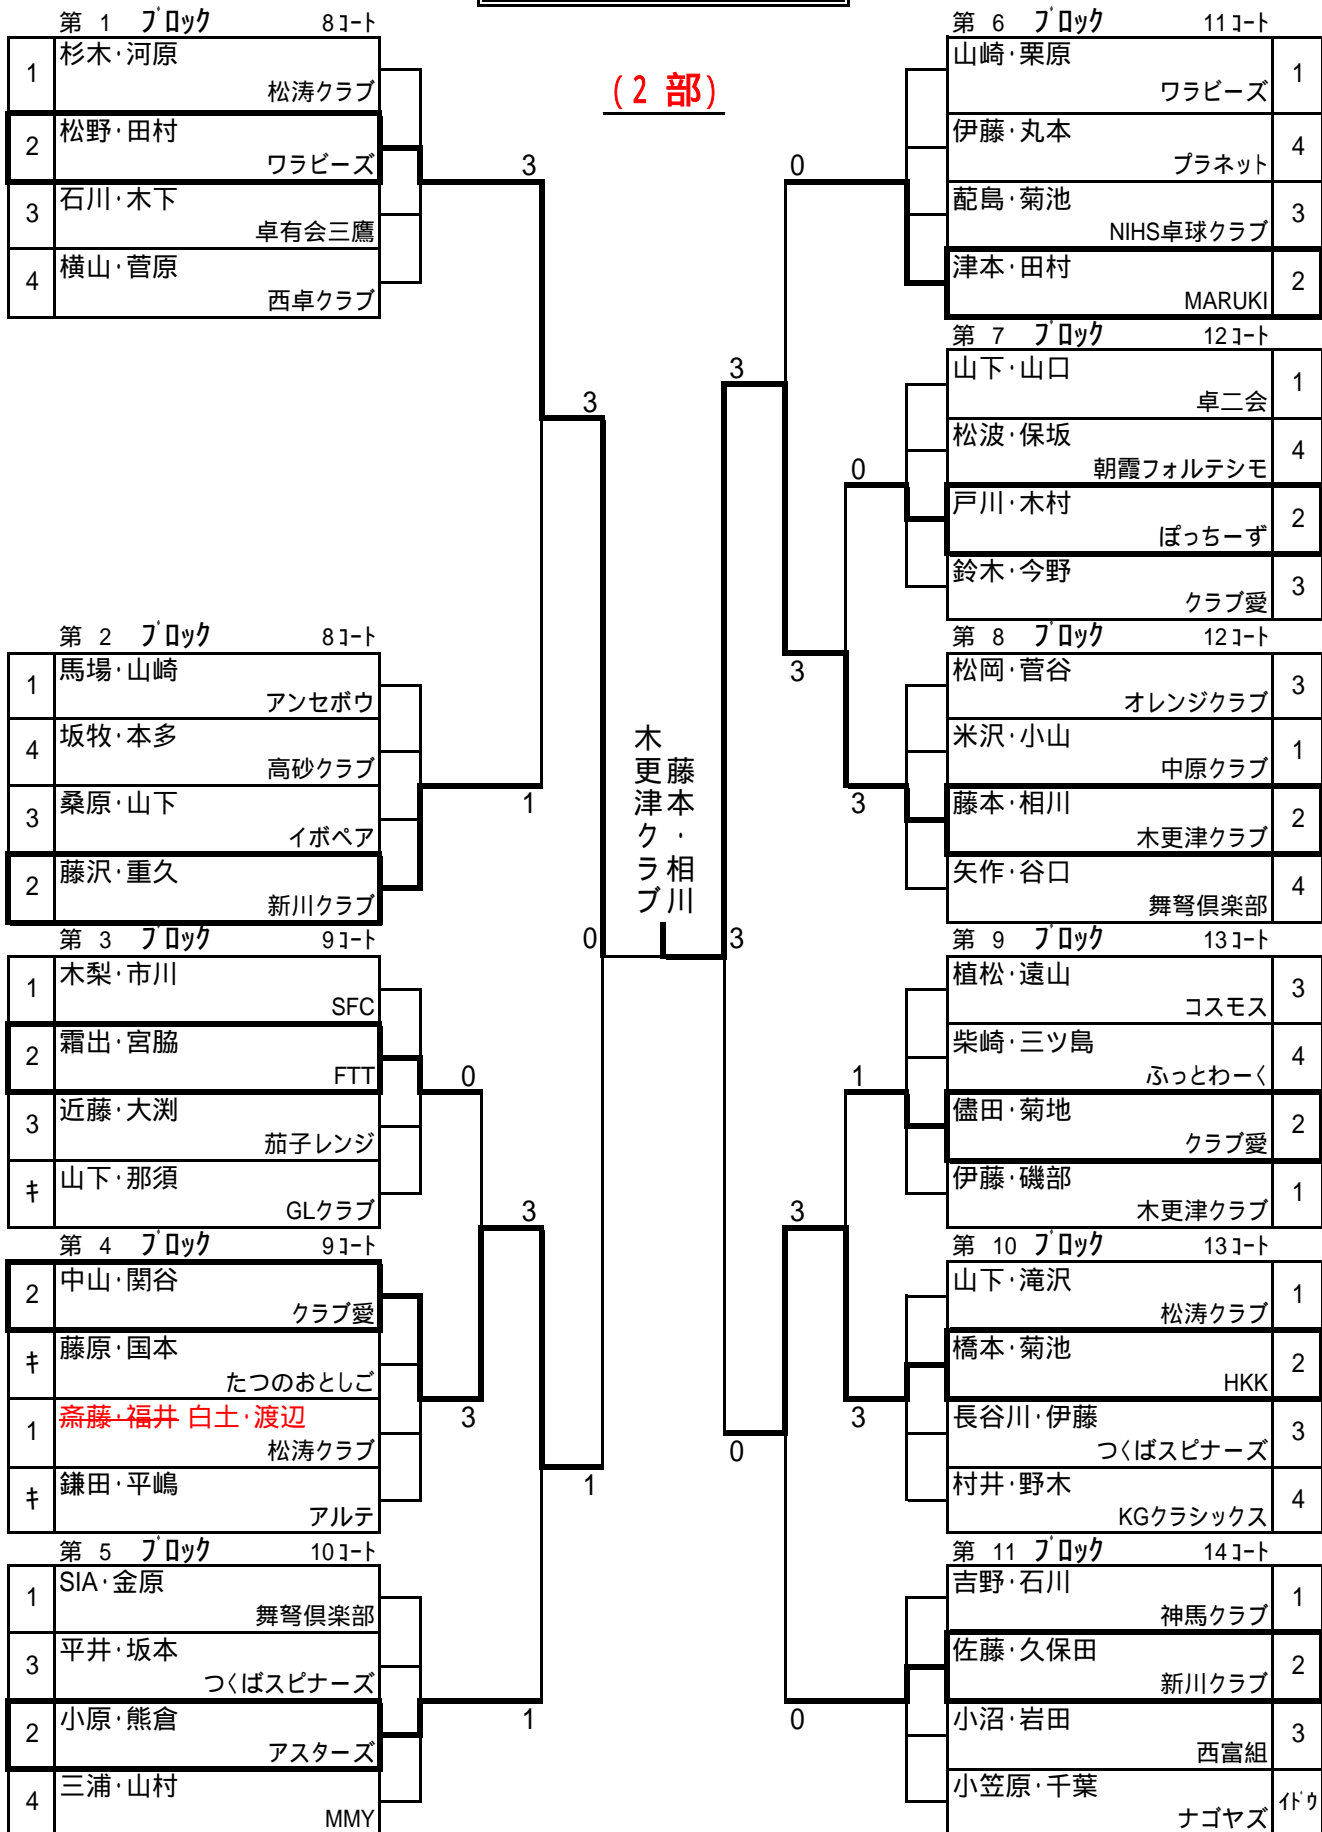 (2 部)
第 1 ブロック 8コート
1
杉木・河原
松涛クラブ
2
松野・田村
ワラビーズ
3
石川・木下
卓有会三鷹
4
横山・菅原
西卓クラブ
第 2 ブロック 8コート
1
馬場・山崎
アンセボウ
4
坂牧・本多
高砂クラブ
3
桑原・山下
イボペア
2
藤沢・重久
新川クラブ
第 3 ブロック 9コート
1
木梨・市川
SFC
2
霜出・宮脇
FTT
3
近藤・大渕
茄子レンジ
キ
山下・那須
GLクラブ
第 4 ブロック 9コート
2
中山・関谷
クラブ愛
キ
藤原・国本
たつのおとしご
1
斎藤・福井 白土・渡辺
松涛クラブ
キ
鎌田・平嶋
アルテ
第 5 ブロック 10コート
1
SIA・金原
舞弩倶楽部
3
平井・坂本
つくばスピナーズ
2
小原・熊倉
アスターズ
4
三浦・山村
MMY
3
3
1
0
0
3
3
1
1
木更津クラブ
藤本・相川
0
3
0
3
3
3
1
3
3
0
0
第 6 ブロック 11コート
山崎・栗原
ワラビーズ
1
伊藤・丸本
プラネット
4
配島・菊池
NIHS卓球クラブ
3
津本・田村
MARUKI
2
第 7 ブロック 12コート
山下・山口
卓二会
1
松波・保坂
朝霞フォルテシモ
4
戸川・木村
ぽっちーず
2
鈴木・今野
クラブ愛
3
第 8 ブロック 12コート
松岡・菅谷
オレンジクラブ
3
米沢・小山
中原クラブ
1
藤本・相川
木更津クラブ
2
矢作・谷口
舞弩倶楽部
4
第 9 ブロック 13コート
植松・遠山
コスモス
3
柴崎・三ツ島
ふっとわーく
4
儘田・菊地
クラブ愛
2
伊藤・磯部
木更津クラブ
1
第 10 ブロック 13コート
山下・滝沢
松涛クラブ
1
橋本・菊池
HKK
2
長谷川・伊藤
つくばスピナーズ
3
村井・野木
KGクラシックス
4
第 11 ブロック 14コート
吉野・石川
神馬クラブ
1
佐藤・久保田
新川クラブ
2
小沼・岩田
西富組
3
小笠原・千葉
ナゴヤズ
イドウ